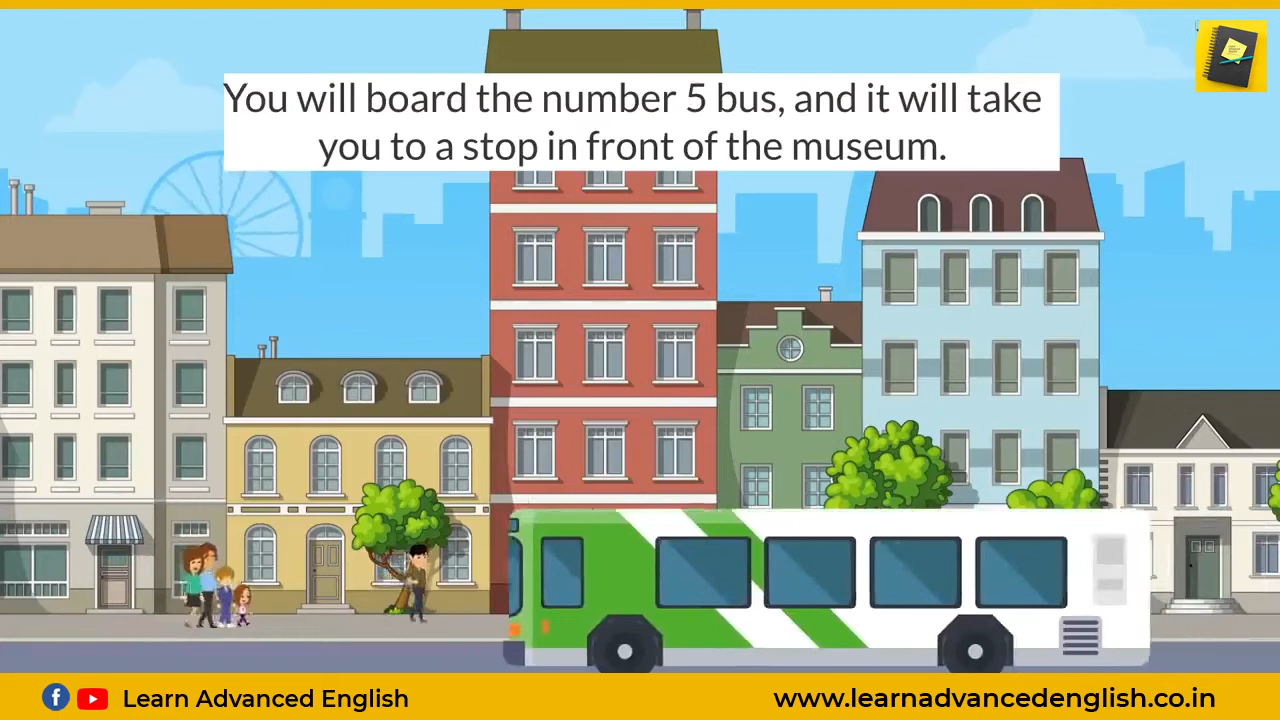 You will board the number 5 bus, and it will take
you to a stop in front of the museum.
Learn Advanced English
www.learnadvancedenglish.co.in